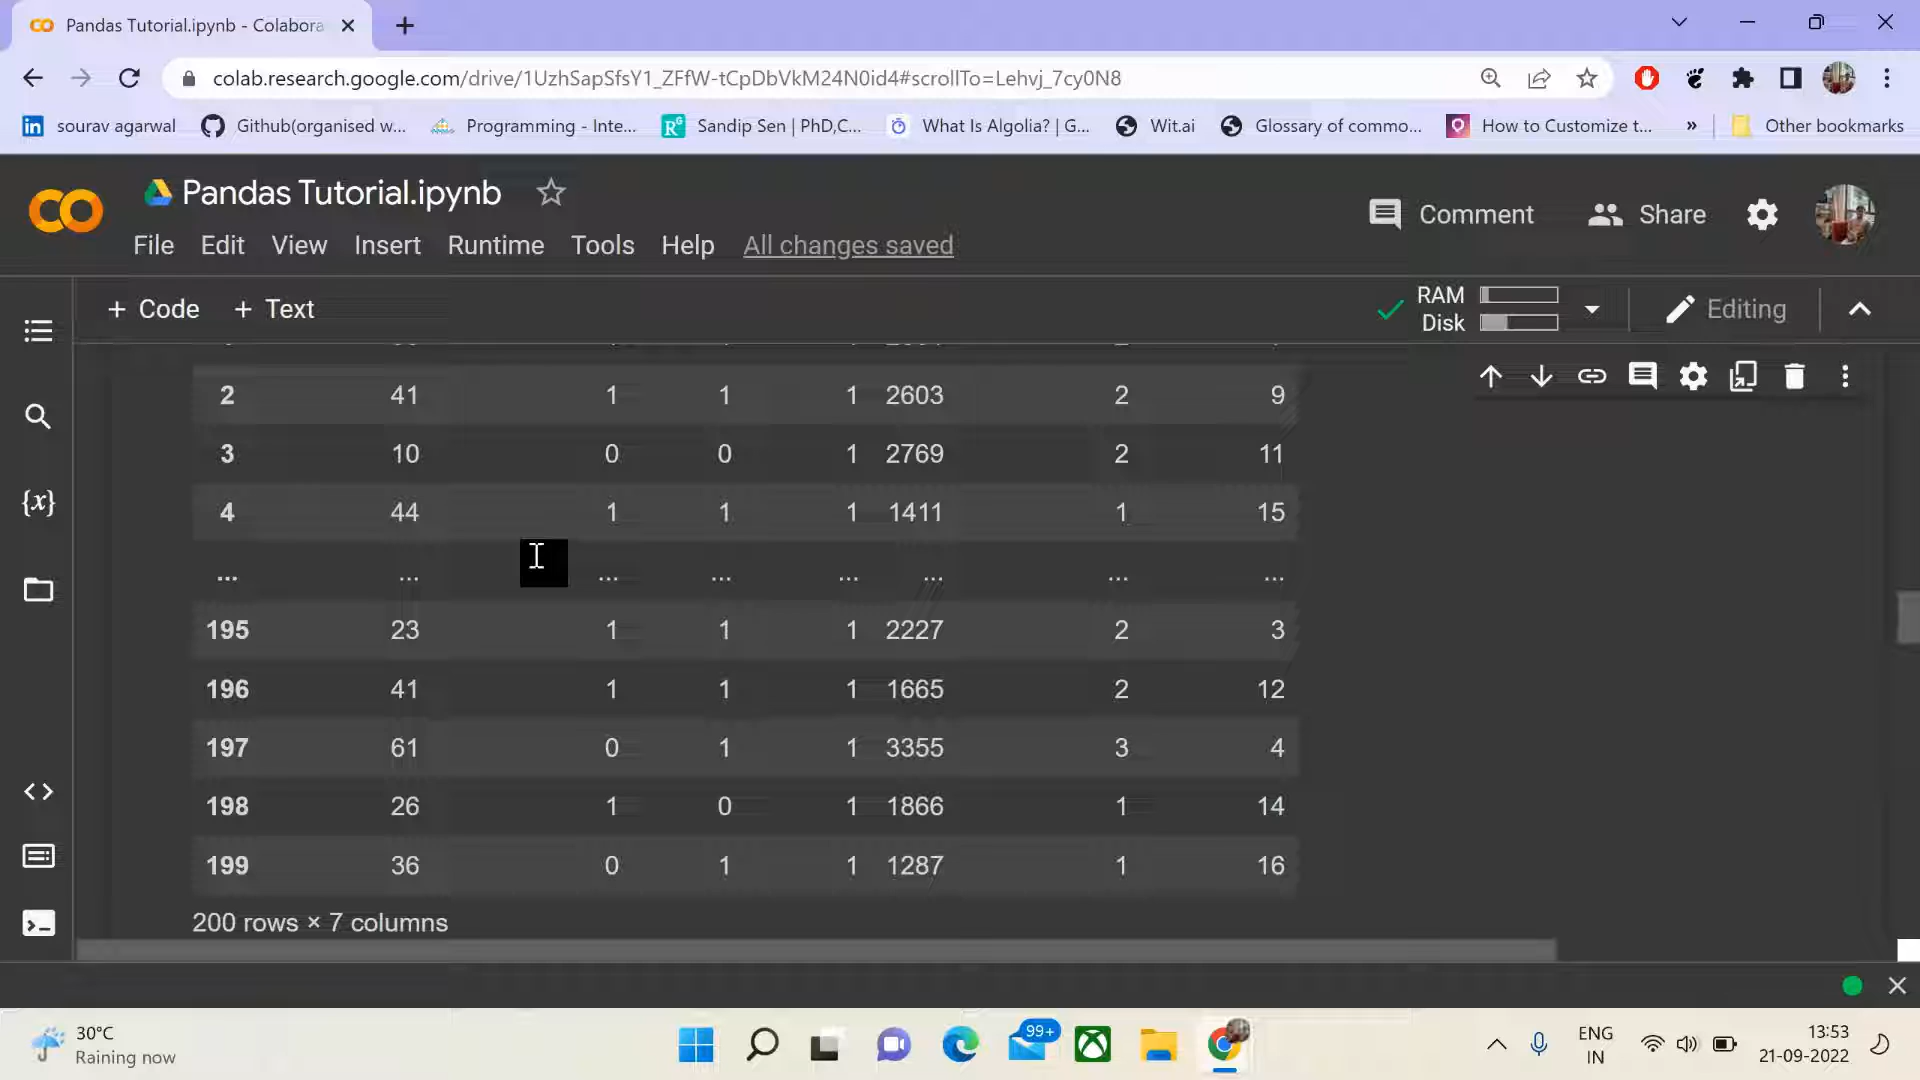 Pandas Tutorial.ipynb - Colabora
colab.research.google.com/drive/1UzhSapSfsY1_ZFfW-tCpDbVkM24N0id4#scrollTo=Lehvj_7cy0N8
sourav agarwal Github(organised w... Programming - Inte... Sandip Sen | PhD,C... What Is Algolia? | G... Wit.ai Glossary of commo... How to Customize t... » Other bookmarks
Pandas Tutorial.ipynb
Comment Share
File Edit View Insert Runtime Tools Help All changes saved
+ Code + Text
RAM
Disk
Editing
2 41 1 1 1 2603 2 9
3 10 0 0 1 2769 2 11
4 44 1 1 1 1411 1 15
... ... ... ... ... ... ... ...
195 23 1 1 1 2227 2 3
196 41 1 1 1 1665 2 12
197 61 0 1 1 3355 3 4
198 26 1 0 1 1866 1 14
199 36 0 1 1 1287 1 16
200 rows × 7 columns
30°C
Raining now
99+
ENG
IN
13:53
21-09-2022